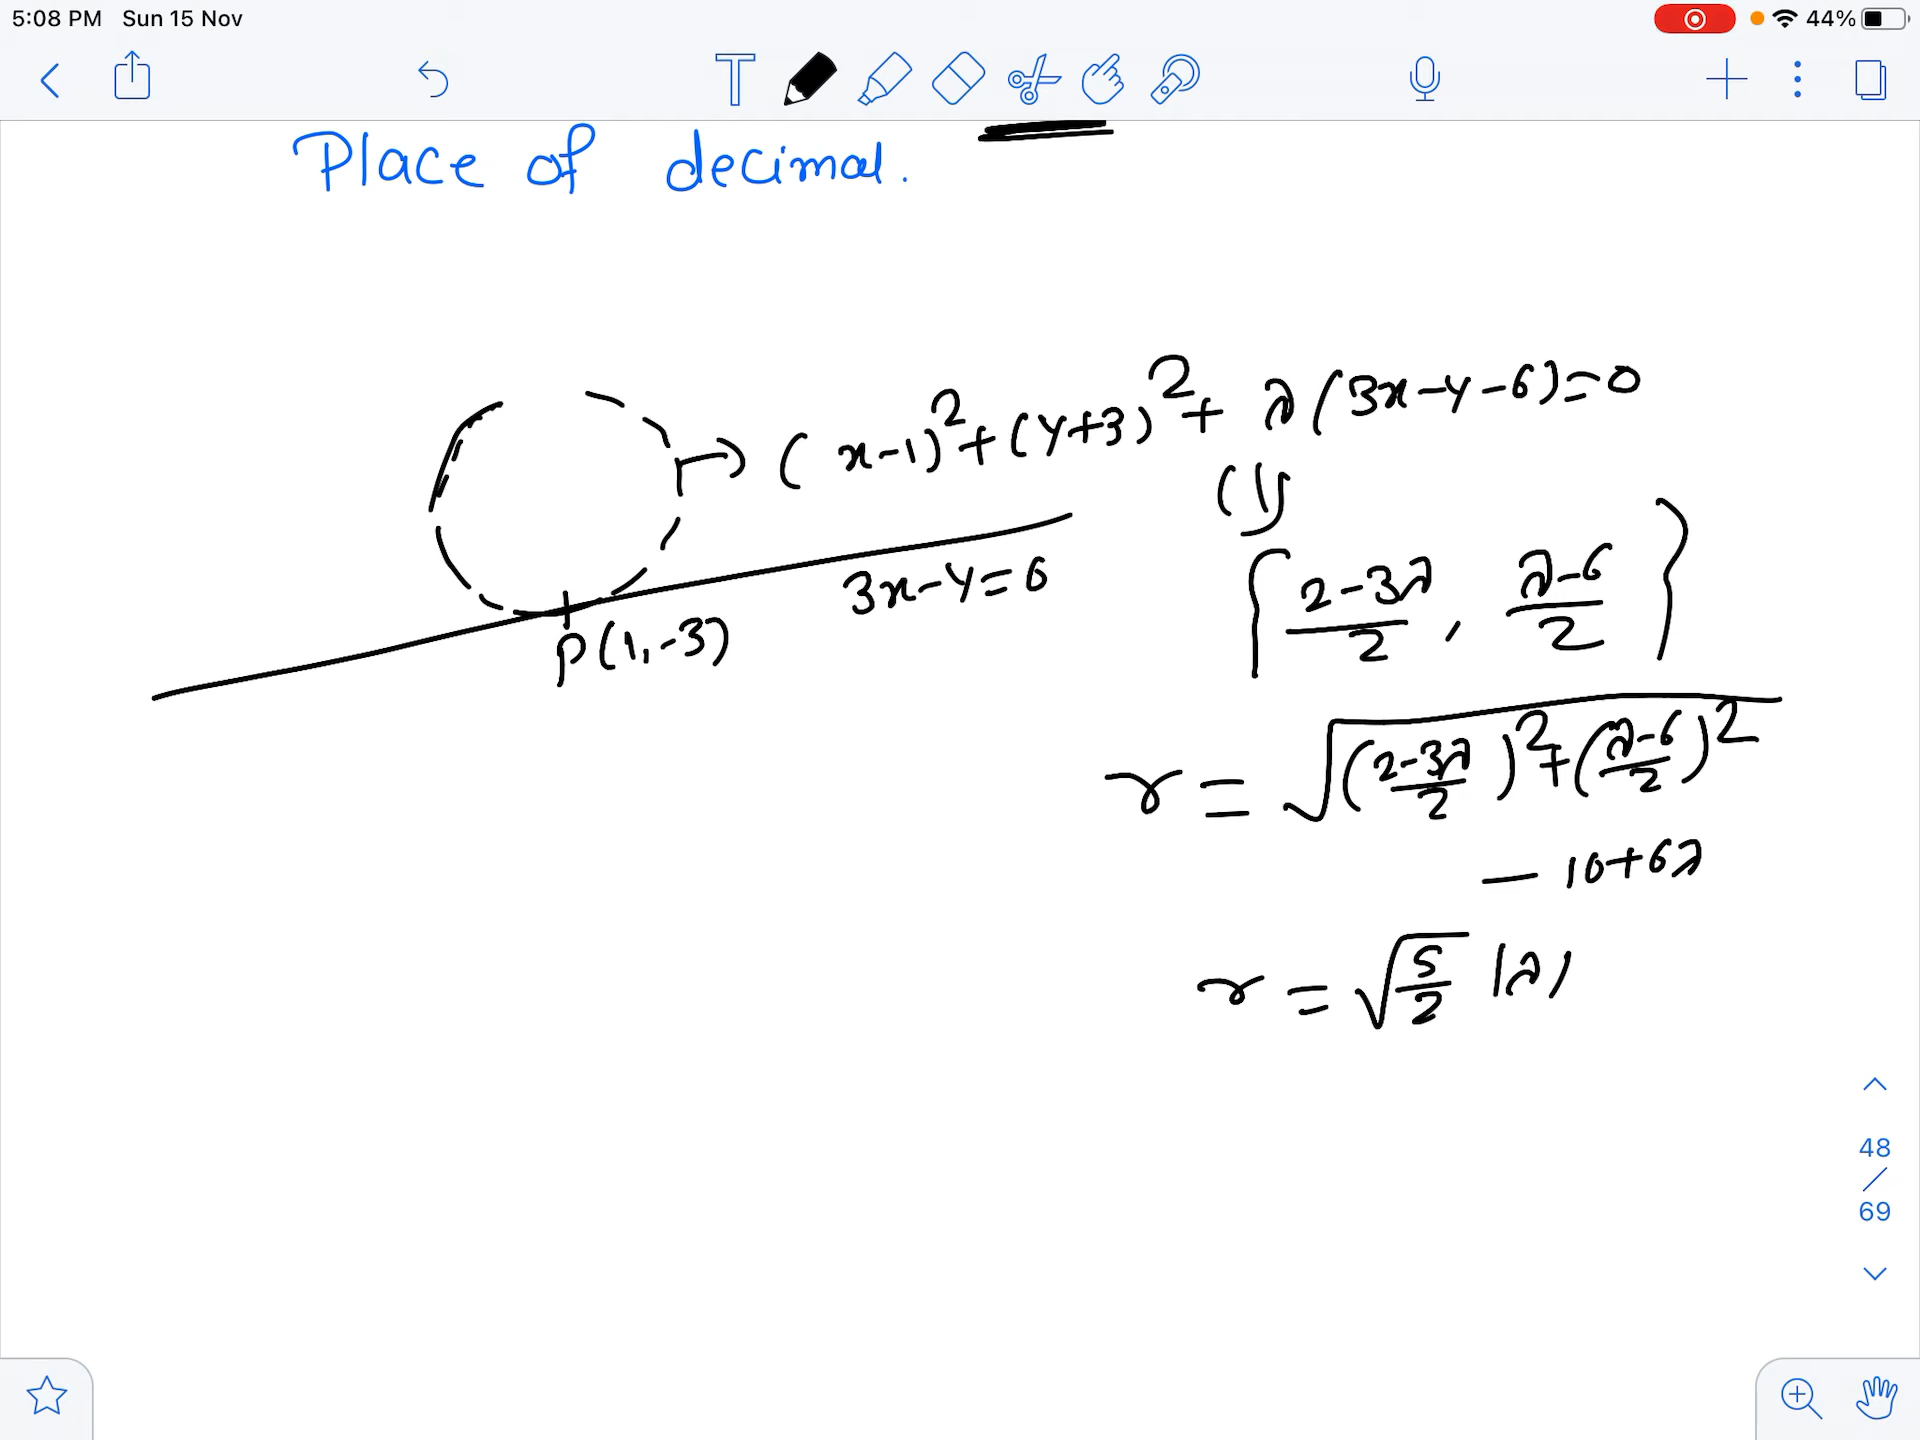 5:08 PM Sun 15 Nov 44%
Place of decimal.
(x-1)²+(y+3)²+ λ(3x-y-6)=0
(1)
3x-y=6
P(1,-3)
{ (2-3λ)/2 , (λ-6)/2 }
r = √((2-3λ)/2)²+((λ-6)/2)²
- 10+6λ
r = √(5/2) |λ|
48
/
69